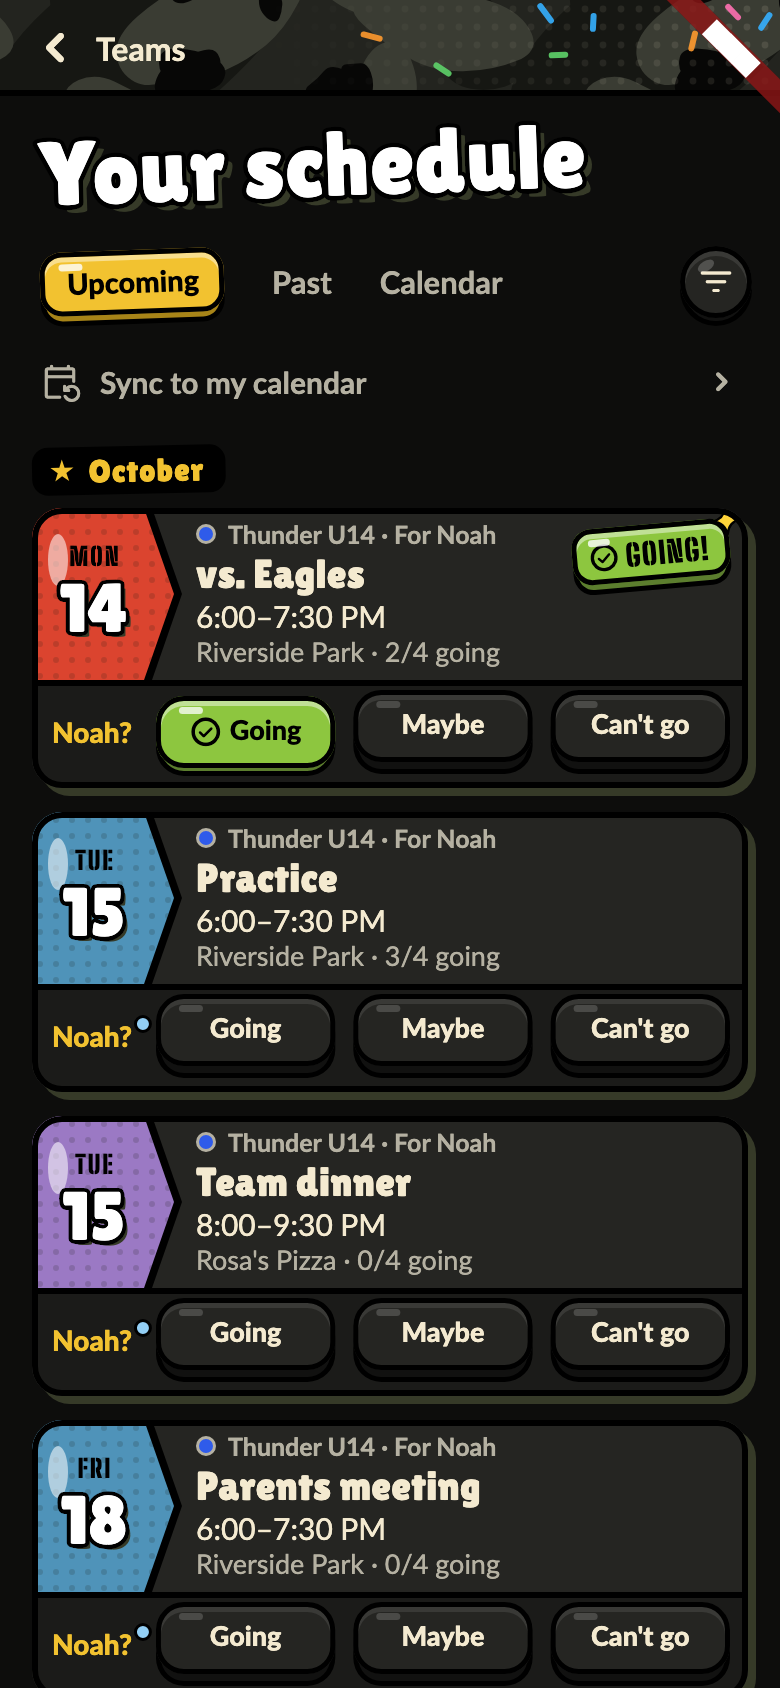 Teams
Your schedule
Upcoming
Past
Calendar
Sync to my calendar
★ October
MON
14
Thunder U14 · For Noah
vs. Eagles
6:00–7:30 PM
Riverside Park · 2/4 going
GOING!
Noah?
Going
Maybe
Can't go
TUE
15
Thunder U14 · For Noah
Practice
6:00–7:30 PM
Riverside Park · 3/4 going
Noah?
Going
Maybe
Can't go
TUE
15
Thunder U14 · For Noah
Team dinner
8:00–9:30 PM
Rosa's Pizza · 0/4 going
Noah?
Going
Maybe
Can't go
FRI
18
Thunder U14 · For Noah
Parents meeting
6:00–7:30 PM
Riverside Park · 0/4 going
Noah?
Going
Maybe
Can't go